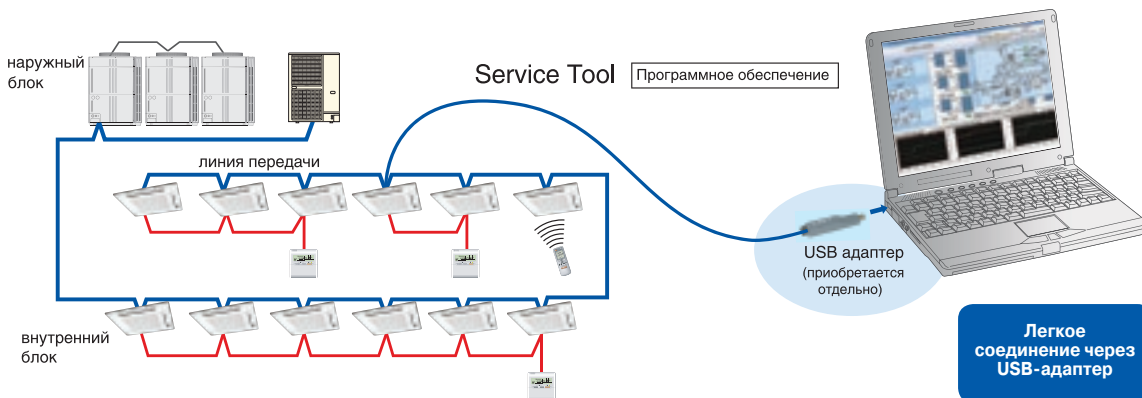 наружный
блок
Service Tool
Программное обеспечение
линия передачи
USB адаптер
(приобретается
отдельно)
внутренний
блок
Легкое
соединение через
USB-адаптер